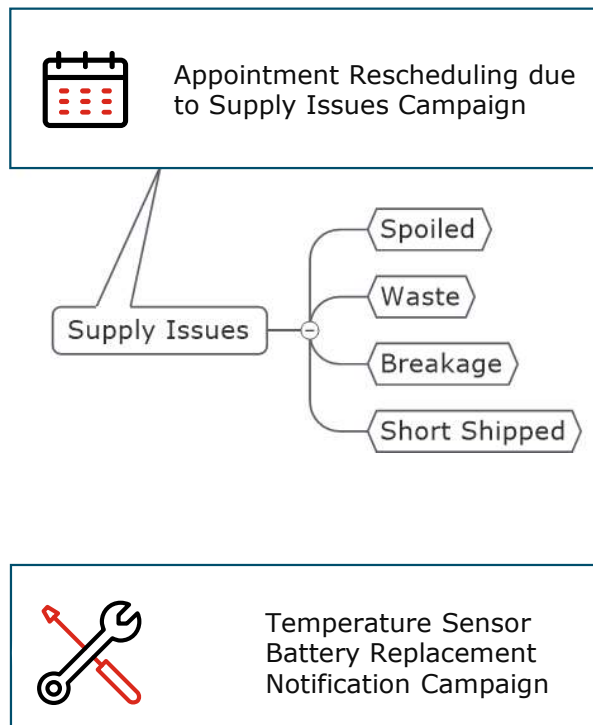 Appointment Rescheduling due
to Supply Issues Campaign
Spoiled
Waste
Supply Issues
Breakage
Short Shipped
Temperature Sensor
Battery Replacement
Notification Campaign